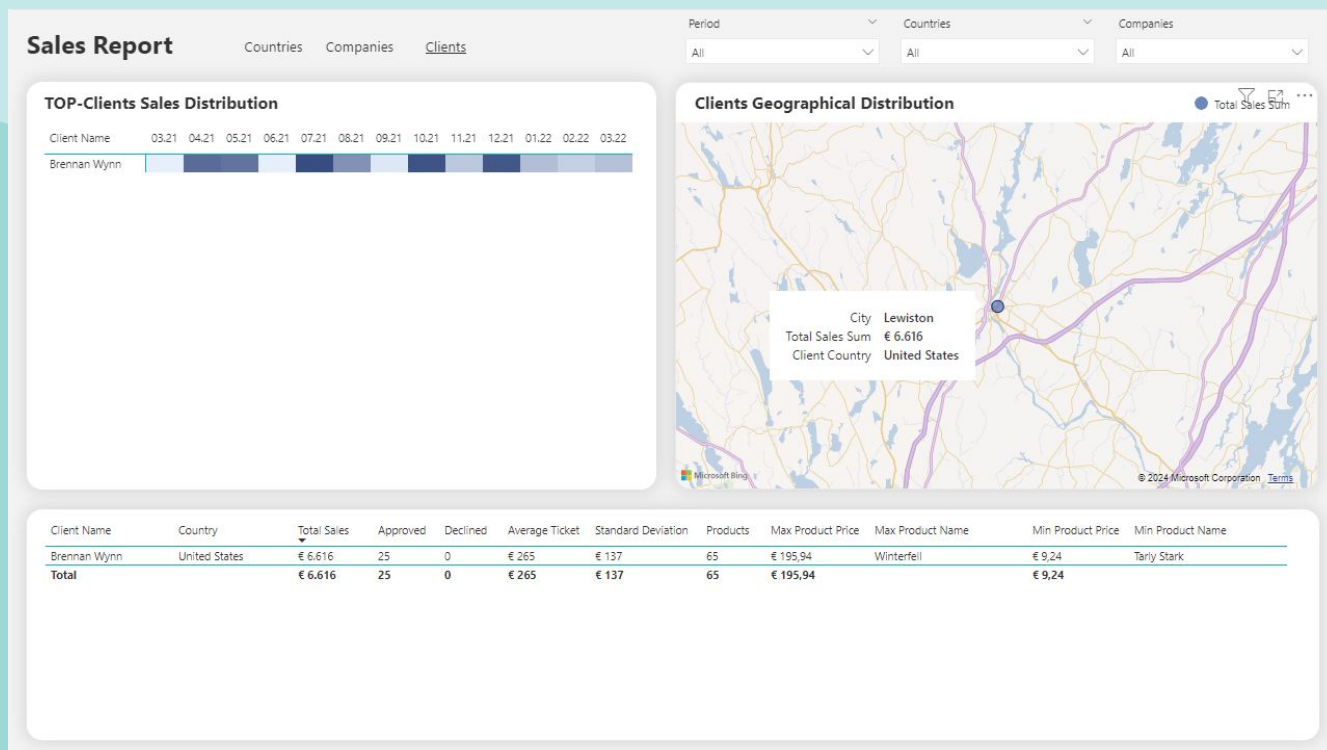 Sales Report
Countries Companies Clients
Period Countries Companies
All All All
TOP-Clients Sales Distribution
Client Name 03.21 04.21 05.21 06.21 07.21 08.21 09.21 10.21 11.21 12.21 01.22 02.22 03.22
Brennan Wynn
Clients Geographical Distribution
Total Sales Sum
City Lewiston
Total Sales Sum € 6.616
Client Country United States
Microsoft Bing
© 2024 Microsoft Corporation Terms
Client Name Country Total Sales Approved Declined Average Ticket Standard Deviation Products Max Product Price Max Product Name Min Product Price Min Product Name
Brennan Wynn United States € 6.616 25 0 € 265 € 137 65 € 195,94 Winterfell € 9,24 Tarly Stark
Total € 6.616 25 0 € 265 € 137 65 € 195,94 € 9,24